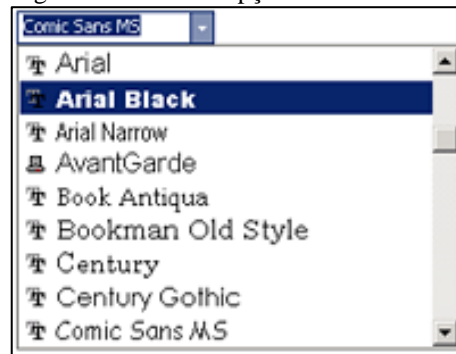 Comic Sans MS
Arial
Arial Black
Arial Narrow
AvantGarde
Book Antiqua
Bookman Old Style
Century
Century Gothic
Comic Sans MS